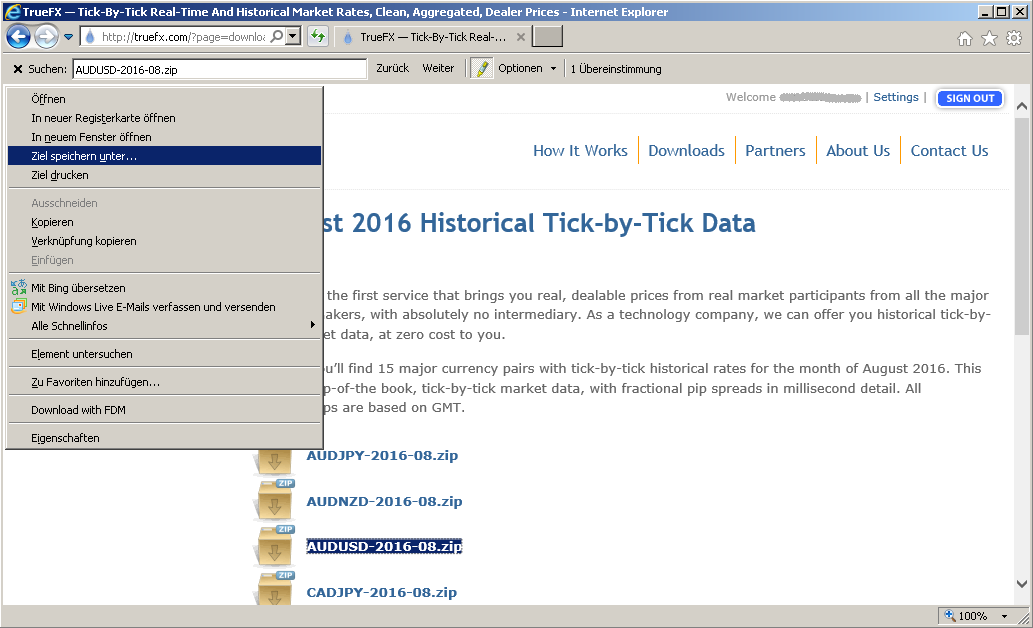 TrueFX — Tick-By-Tick Real-Time And Historical Market Rates, Clean, Aggregated, Dealer Prices - Internet Explorer
http://truefx.com/?page=downloa
TrueFX — Tick-By-Tick Real-...
Suchen: AUDUSD-2016-08.zip Zurück Weiter Optionen 1 Übereinstimmung
Welcome | Settings | SIGN OUT
How It Works Downloads Partners About Us Contact Us
Öffnen
In neuer Registerkarte öffnen
In neuem Fenster öffnen
Ziel speichern unter...
Ziel drucken
Ausschneiden
Kopieren
Verknüpfung kopieren
Einfügen
Mit Bing übersetzen
Mit Windows Live E-Mails verfassen und versenden
Alle Schnellinfos
Element untersuchen
Zu Favoriten hinzufügen...
Download with FDM
Eigenschaften
st 2016 Historical Tick-by-Tick Data
the first service that brings you real, dealable prices from real market participants from all the major
akers, with absolutely no intermediary. As a technology company, we can offer you historical tick-by-
et data, at zero cost to you.
u'll find 15 major currency pairs with tick-by-tick historical rates for the month of August 2016. This
p-of-the book, tick-by-tick market data, with fractional pip spreads in millisecond detail. All
ps are based on GMT.
AUDJPY-2016-08.zip
ZIP
AUDNZD-2016-08.zip
ZIP
AUDUSD-2016-08.zip
ZIP
CADJPY-2016-08.zip
100%